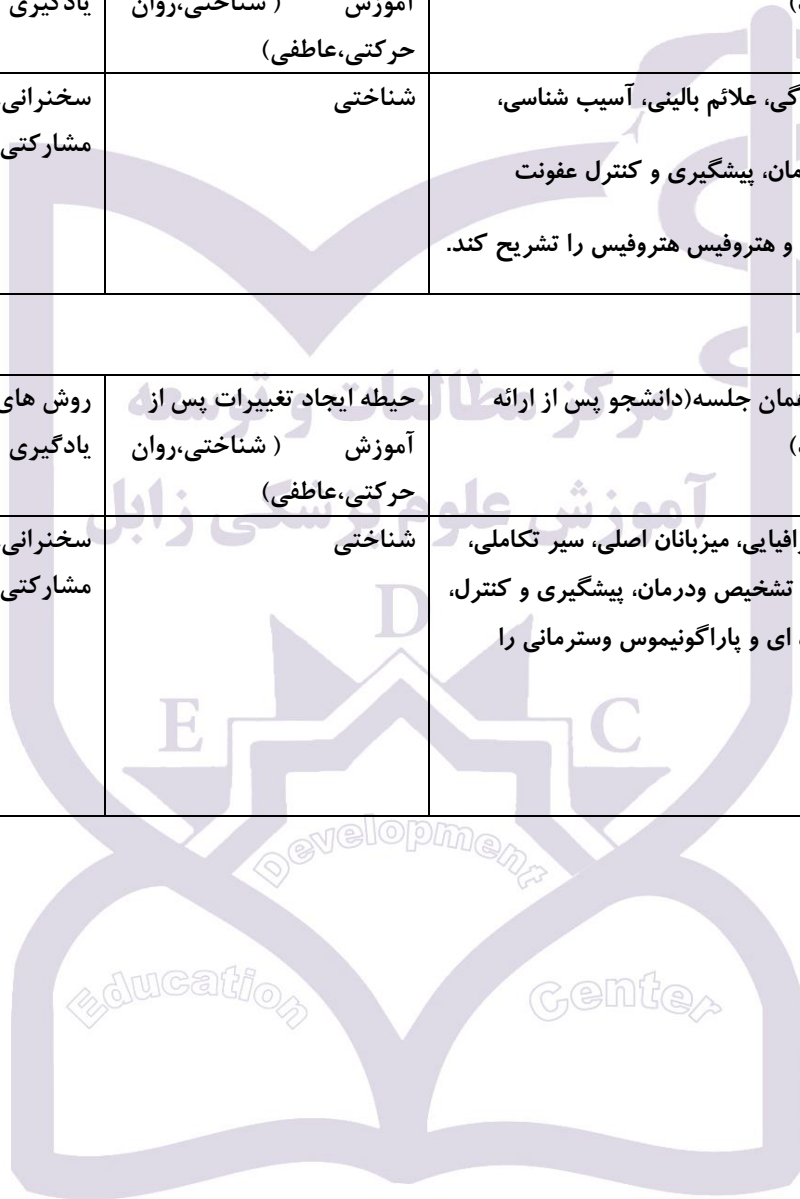 آموزش (شناختی،روان
یادگیری
حرکتی،عاطفی)
گی، علائم بالینی، آسیب شناسی،
مان، پیشگیری و کنترل عفونت
و هتروفیس هتروفیس را تشریح کند.
شناختی
سخنرانی
مشارکتی
همان جلسه(دانشجو پس از ارائه
حیطه ایجاد تغییرات پس از
آموزش (شناختی،روان
حرکتی،عاطفی)
روش های
یادگیری
رافیایی، میزبانان اصلی، سیر تکاملی،
تشخیص ودرمان، پیشگیری و کنترل،
ای و پاراگونیموس وسترمانی را
شناختی
سخنرانی
مشارکتی
مرکز مطالعات و توسعه
آموزش علوم پزشکی زابل
E D C
Education Development Center